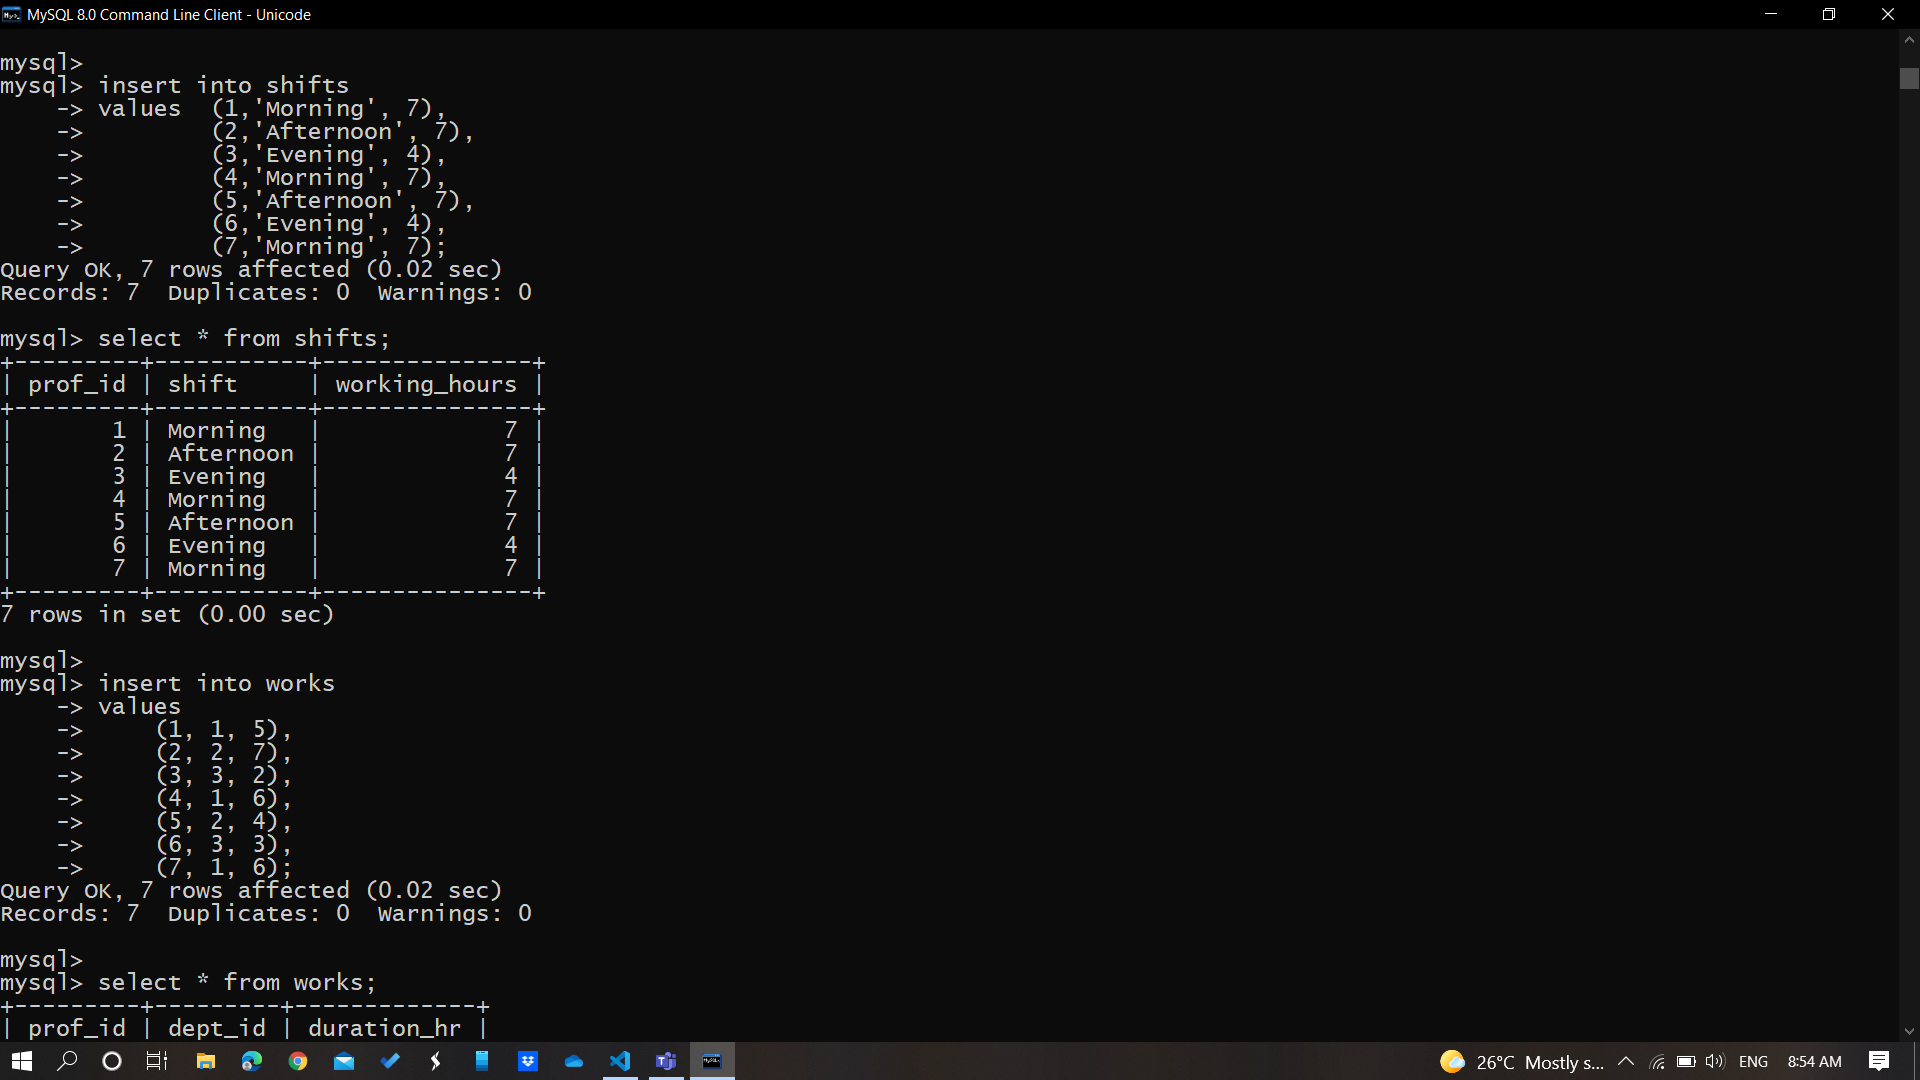 MySQL 8.0 Command Line Client - Unicode
mysql>
mysql> insert into shifts
    -> values  (1,'Morning', 7),
    ->         (2,'Afternoon', 7),
    ->         (3,'Evening', 4),
    ->         (4,'Morning', 7),
    ->         (5,'Afternoon', 7),
    ->         (6,'Evening', 4),
    ->         (7,'Morning', 7);
Query OK, 7 rows affected (0.02 sec)
Records: 7  Duplicates: 0  Warnings: 0
mysql> select * from shifts;
+---------+-----------+---------------+
| prof_id | shift     | working_hours |
+---------+-----------+---------------+
|       1 | Morning   |             7 |
|       2 | Afternoon |             7 |
|       3 | Evening   |             4 |
|       4 | Morning   |             7 |
|       5 | Afternoon |             7 |
|       6 | Evening   |             4 |
|       7 | Morning   |             7 |
+---------+-----------+---------------+
7 rows in set (0.00 sec)
mysql>
mysql> insert into works
    -> values
    ->     (1, 1, 5),
    ->     (2, 2, 7),
    ->     (3, 3, 2),
    ->     (4, 1, 6),
    ->     (5, 2, 4),
    ->     (6, 3, 3),
    ->     (7, 1, 6);
Query OK, 7 rows affected (0.02 sec)
Records: 7  Duplicates: 0  Warnings: 0
mysql>
mysql> select * from works;
+---------+---------+-------------+
| prof_id | dept_id | duration_hr |
26°C Mostly s... ENG 8:54 AM